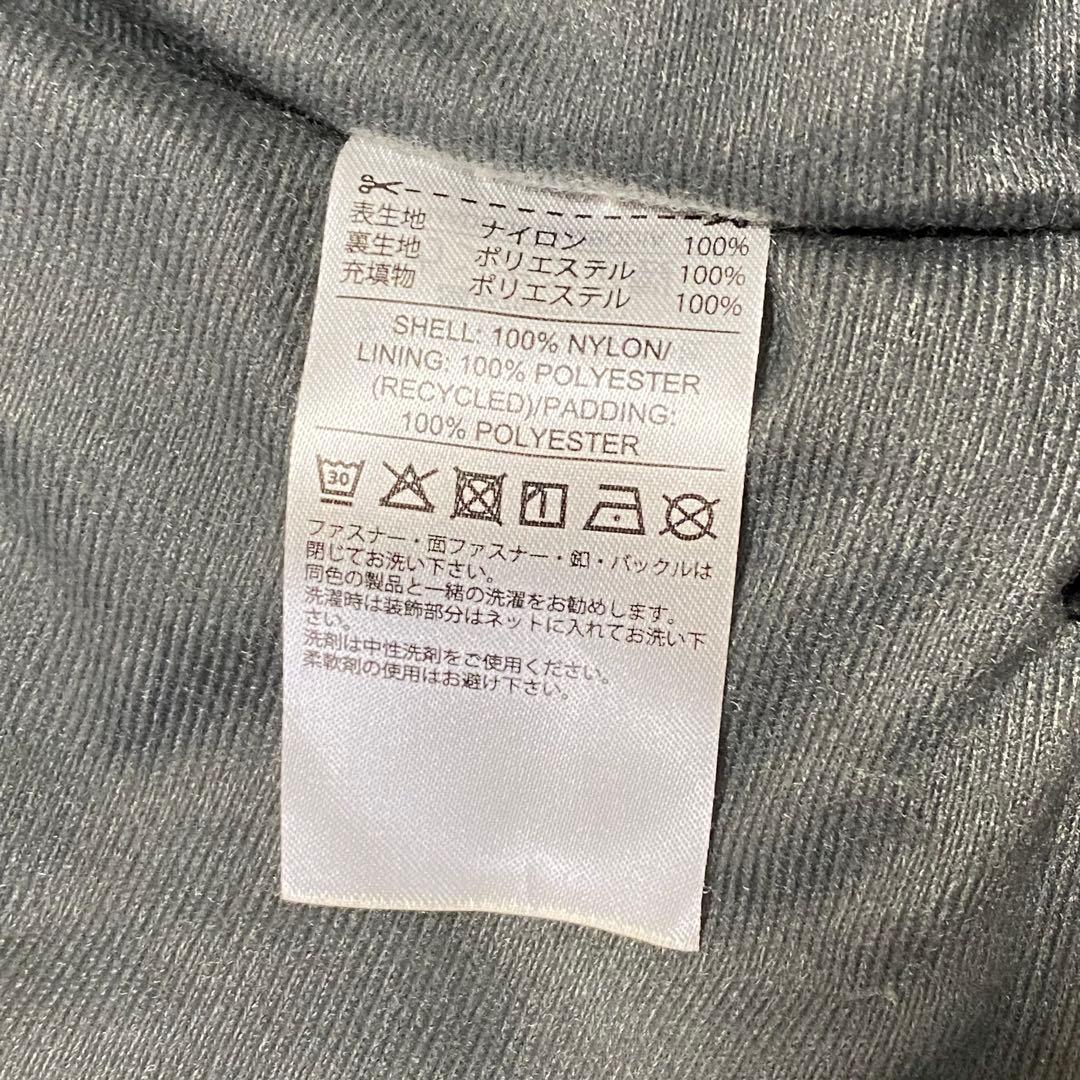 表生地 ナイロン 100%
裏生地 ポリエステル 100%
充填物 ポリエステル 100%
SHELL: 100% NYLON/
LINING: 100% POLYESTER
(RECYCLED)/PADDING:
100% POLYESTER
30
ファスナー・面ファスナー・釦・バックルは
閉じてお洗い下さい。
同色の製品と一緒の洗濯をお勧めします。
洗濯時は装飾部分はネットに入れてお洗い下
さい。
洗剤は中性洗剤をご使用ください。
柔軟剤の使用はお避け下さい。